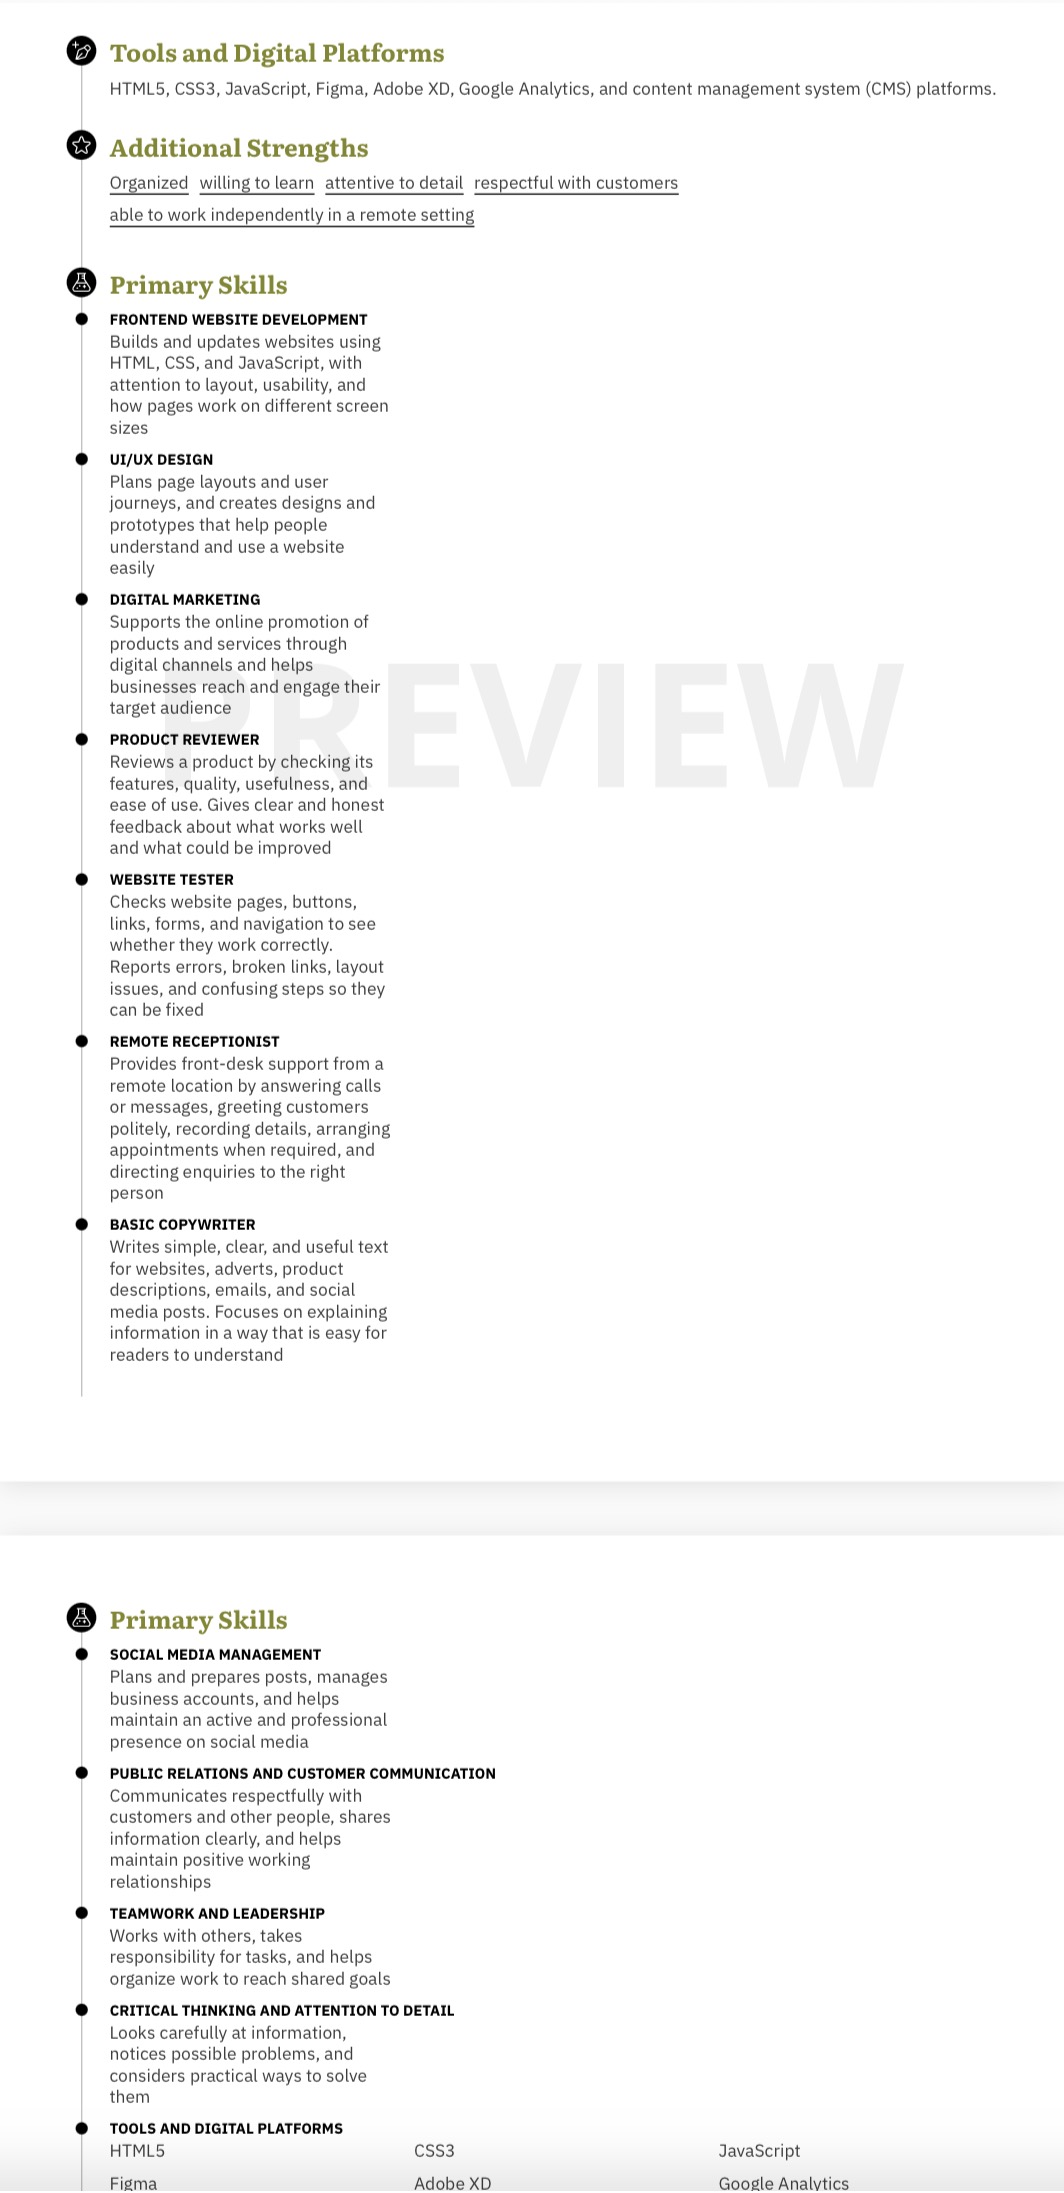 Tools and Digital Platforms
HTML5, CSS3, JavaScript, Figma, Adobe XD, Google Analytics, and content management system (CMS) platforms.
Additional Strengths
Organized willing to learn attentive to detail respectful with customers
able to work independently in a remote setting
Primary Skills
FRONTEND WEBSITE DEVELOPMENT
Builds and updates websites using
HTML, CSS, and JavaScript, with
attention to layout, usability, and
how pages work on different screen
sizes
UI/UX DESIGN
Plans page layouts and user
journeys, and creates designs and
prototypes that help people
understand and use a website
easily
DIGITAL MARKETING
Supports the online promotion of
products and services through
digital channels and helps
businesses reach and engage their
target audience
PREVIEW
PRODUCT REVIEWER
Reviews a product by checking its
features, quality, usefulness, and
ease of use. Gives clear and honest
feedback about what works well
and what could be improved
WEBSITE TESTER
Checks website pages, buttons,
links, forms, and navigation to see
whether they work correctly.
Reports errors, broken links, layout
issues, and confusing steps so they
can be fixed
REMOTE RECEPTIONIST
Provides front-desk support from a
remote location by answering calls
or messages, greeting customers
politely, recording details, arranging
appointments when required, and
directing enquiries to the right
person
BASIC COPYWRITER
Writes simple, clear, and useful text
for websites, adverts, product
descriptions, emails, and social
media posts. Focuses on explaining
information in a way that is easy for
readers to understand
Primary Skills
SOCIAL MEDIA MANAGEMENT
Plans and prepares posts, manages
business accounts, and helps
maintain an active and professional
presence on social media
PUBLIC RELATIONS AND CUSTOMER COMMUNICATION
Communicates respectfully with
customers and other people, shares
information clearly, and helps
maintain positive working
relationships
TEAMWORK AND LEADERSHIP
Works with others, takes
responsibility for tasks, and helps
organize work to reach shared goals
CRITICAL THINKING AND ATTENTION TO DETAIL
Looks carefully at information,
notices possible problems, and
considers practical ways to solve
them
TOOLS AND DIGITAL PLATFORMS
HTML5 CSS3 JavaScript
Figma Adobe XD Google Analytics